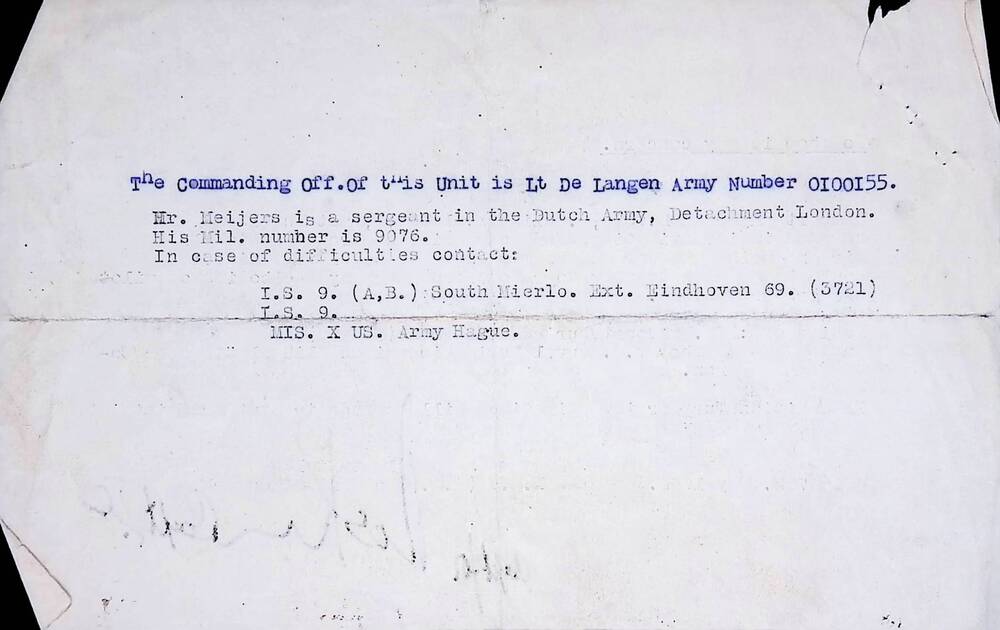 The Commanding Off.Of this Unit is Lt De Langen Army Number OIOOI55.
Mr. Meijers is a sergeant in the Dutch Army, Detachment London.
His Mil. number is 9076.
In case of difficulties contact:
I.S. 9. (A,B.) South Mierlo. Ext. Eindhoven 69. (3721)
I.S. 9.
MIS. X US. Army Hague.